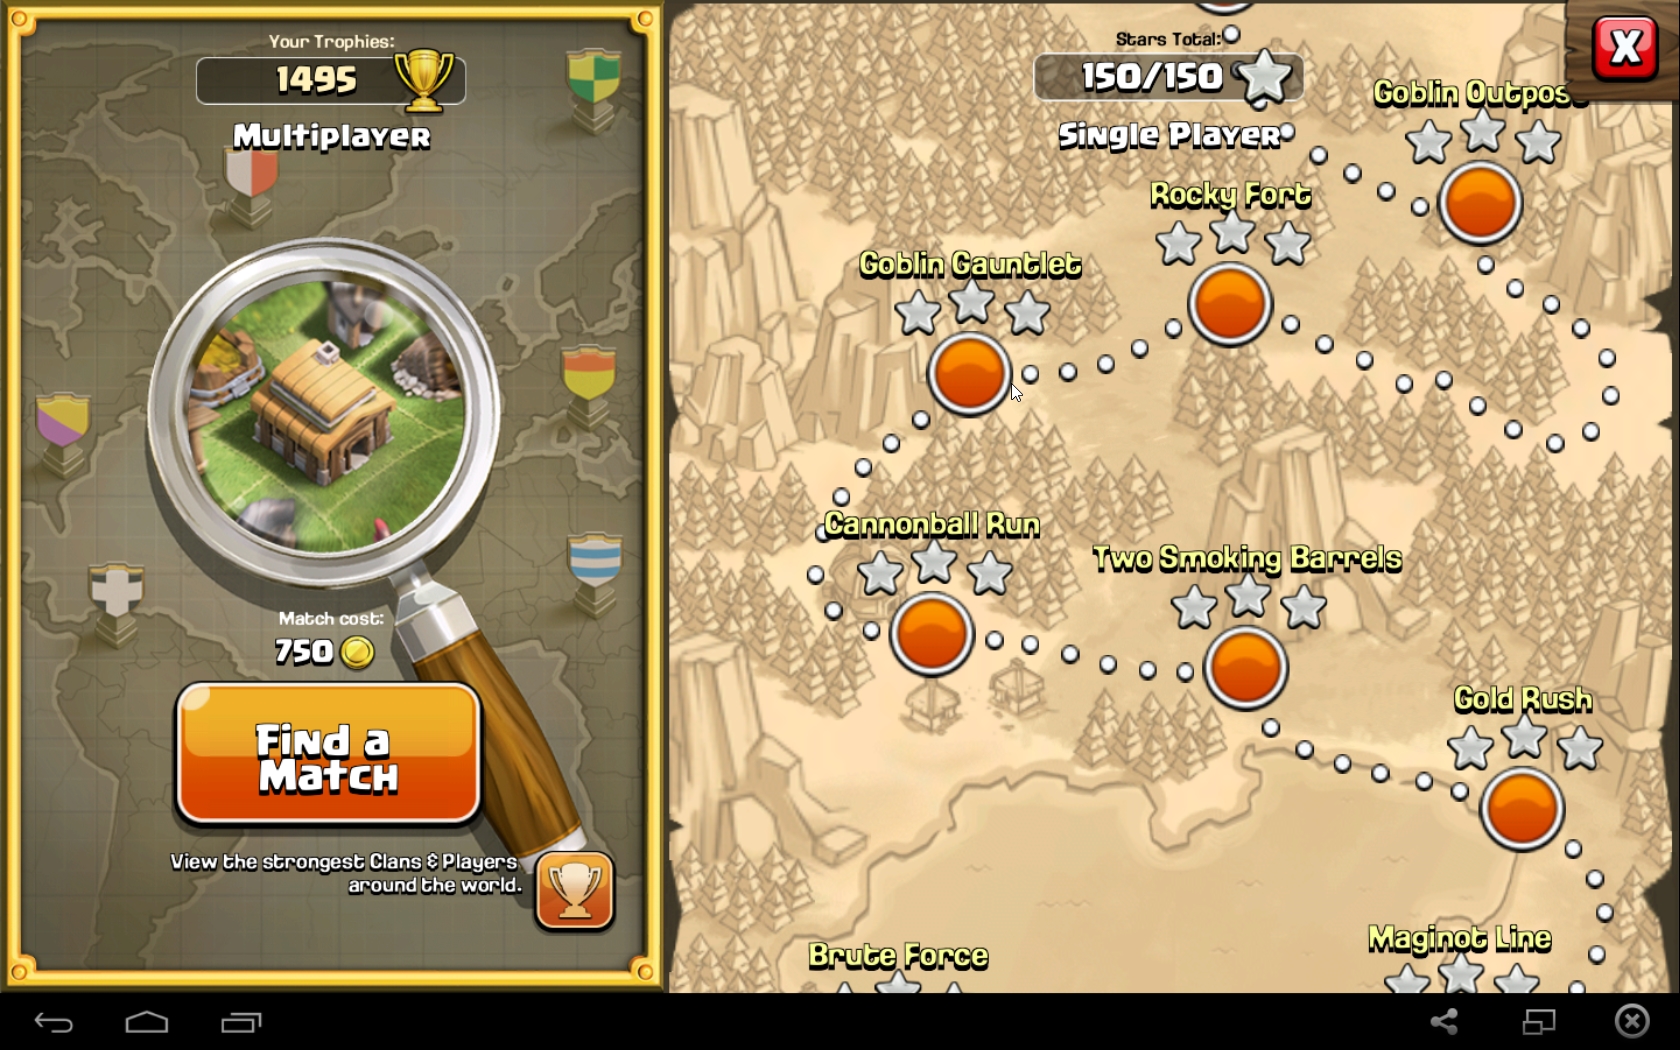 Your Trophies:
1495
Multiplayer
Match cost:
750
Find a
Match
View the strongest Clans & Players
around the world.
Stars Total:
150/150
Single Player
Goblin Outpos
Rocky Fort
Goblin Gauntlet
Cannonball Run
Two Smoking Barrels
Gold Rush
Maginot Line
Brute Force
X